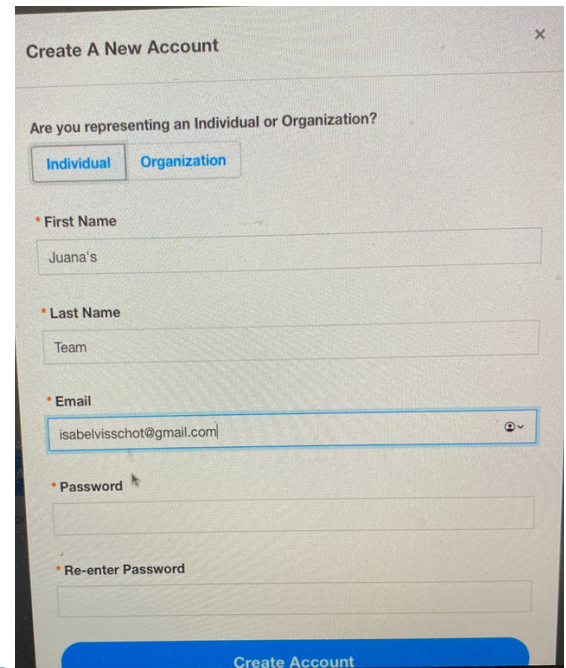 Create A New Account
×
Are you representing an Individual or Organization?
Individual Organization
* First Name
Juana's
* Last Name
Team
* Email
isabelvisschot@gmail.com
* Password
* Re-enter Password
Create Account